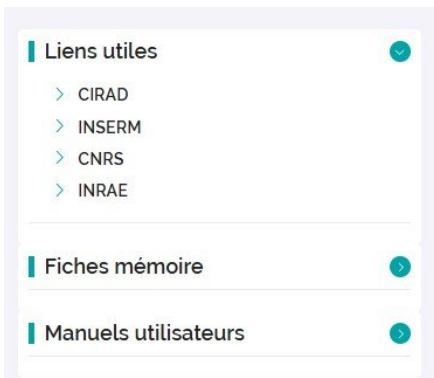 Liens utiles
CIRAD
INSERM
CNRS
INRAE
Fiches mémoire
Manuels utilisateurs